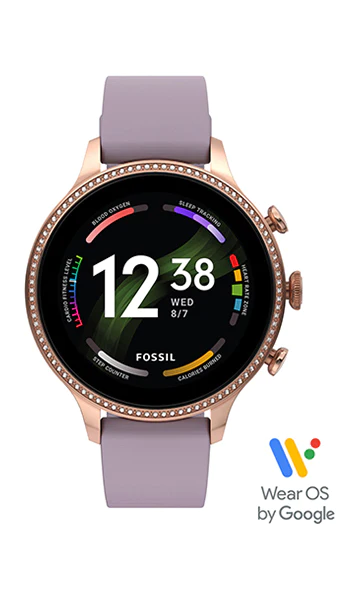 BLOOD OXYGEN
SLEEP TRACKING
CARDIO FITNESS LEVEL
12 38
HEART RATE ZONE
WED
8/7
FOSSIL
STEP COUNTER
CALORIES BURNED
Wear OS
by Google